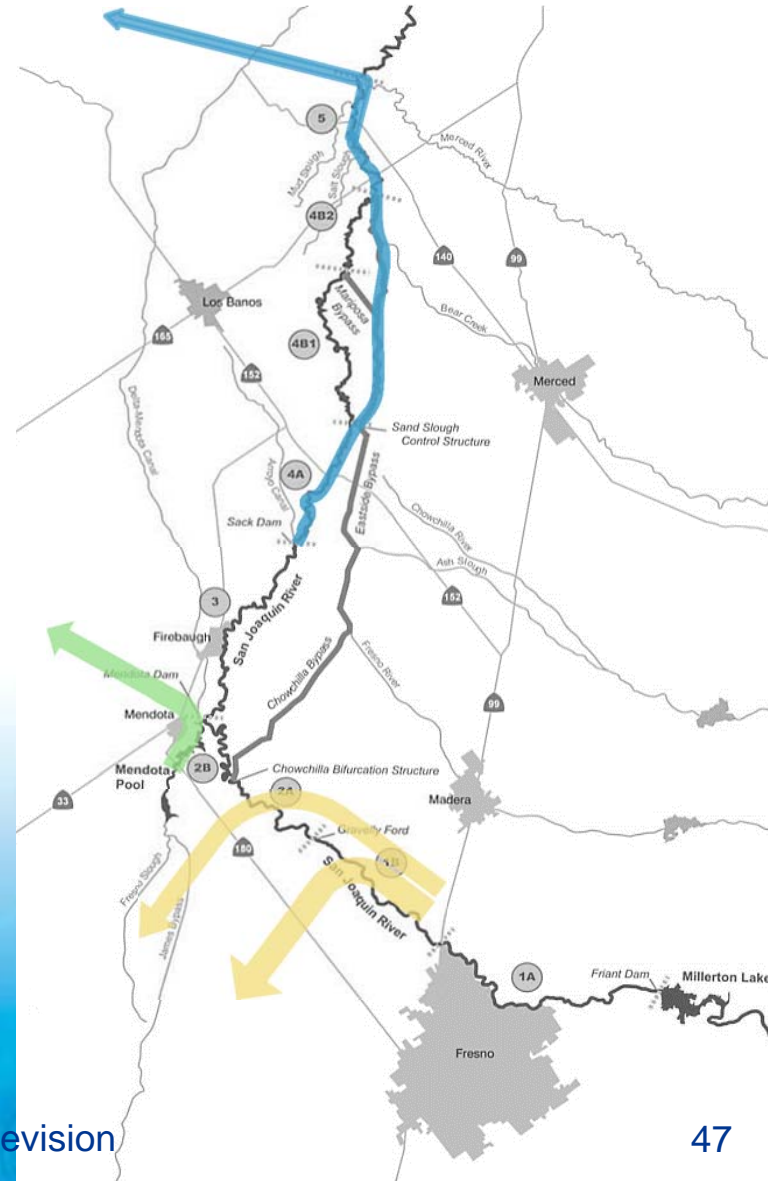 5
Mud Slough
Salt Slough
Merced River
4B2
140
99
Los Banos
Mariposa
Bypass
Bear Creek
165
4B1
152
Merced
Delta-Mendota Canal
Sand Slough
Control Structure
4A
Arroyo Canal
Eastside Bypass
Sack Dam
Chowchilla River
Ash Slough
3
152
San Joaquin River
Firebaugh
Chowchilla Bypass
Fresno River
Mendota Dam
99
Mendota
Mendota
Pool
2B
Chowchilla Bifurcation Structure
2A
33
Madera
Gravelly Ford
180
1B
San Joaquin River
Fresno Slough
James Bypass
1A
Friant Dam
Millerton Lake
Fresno
evision
47